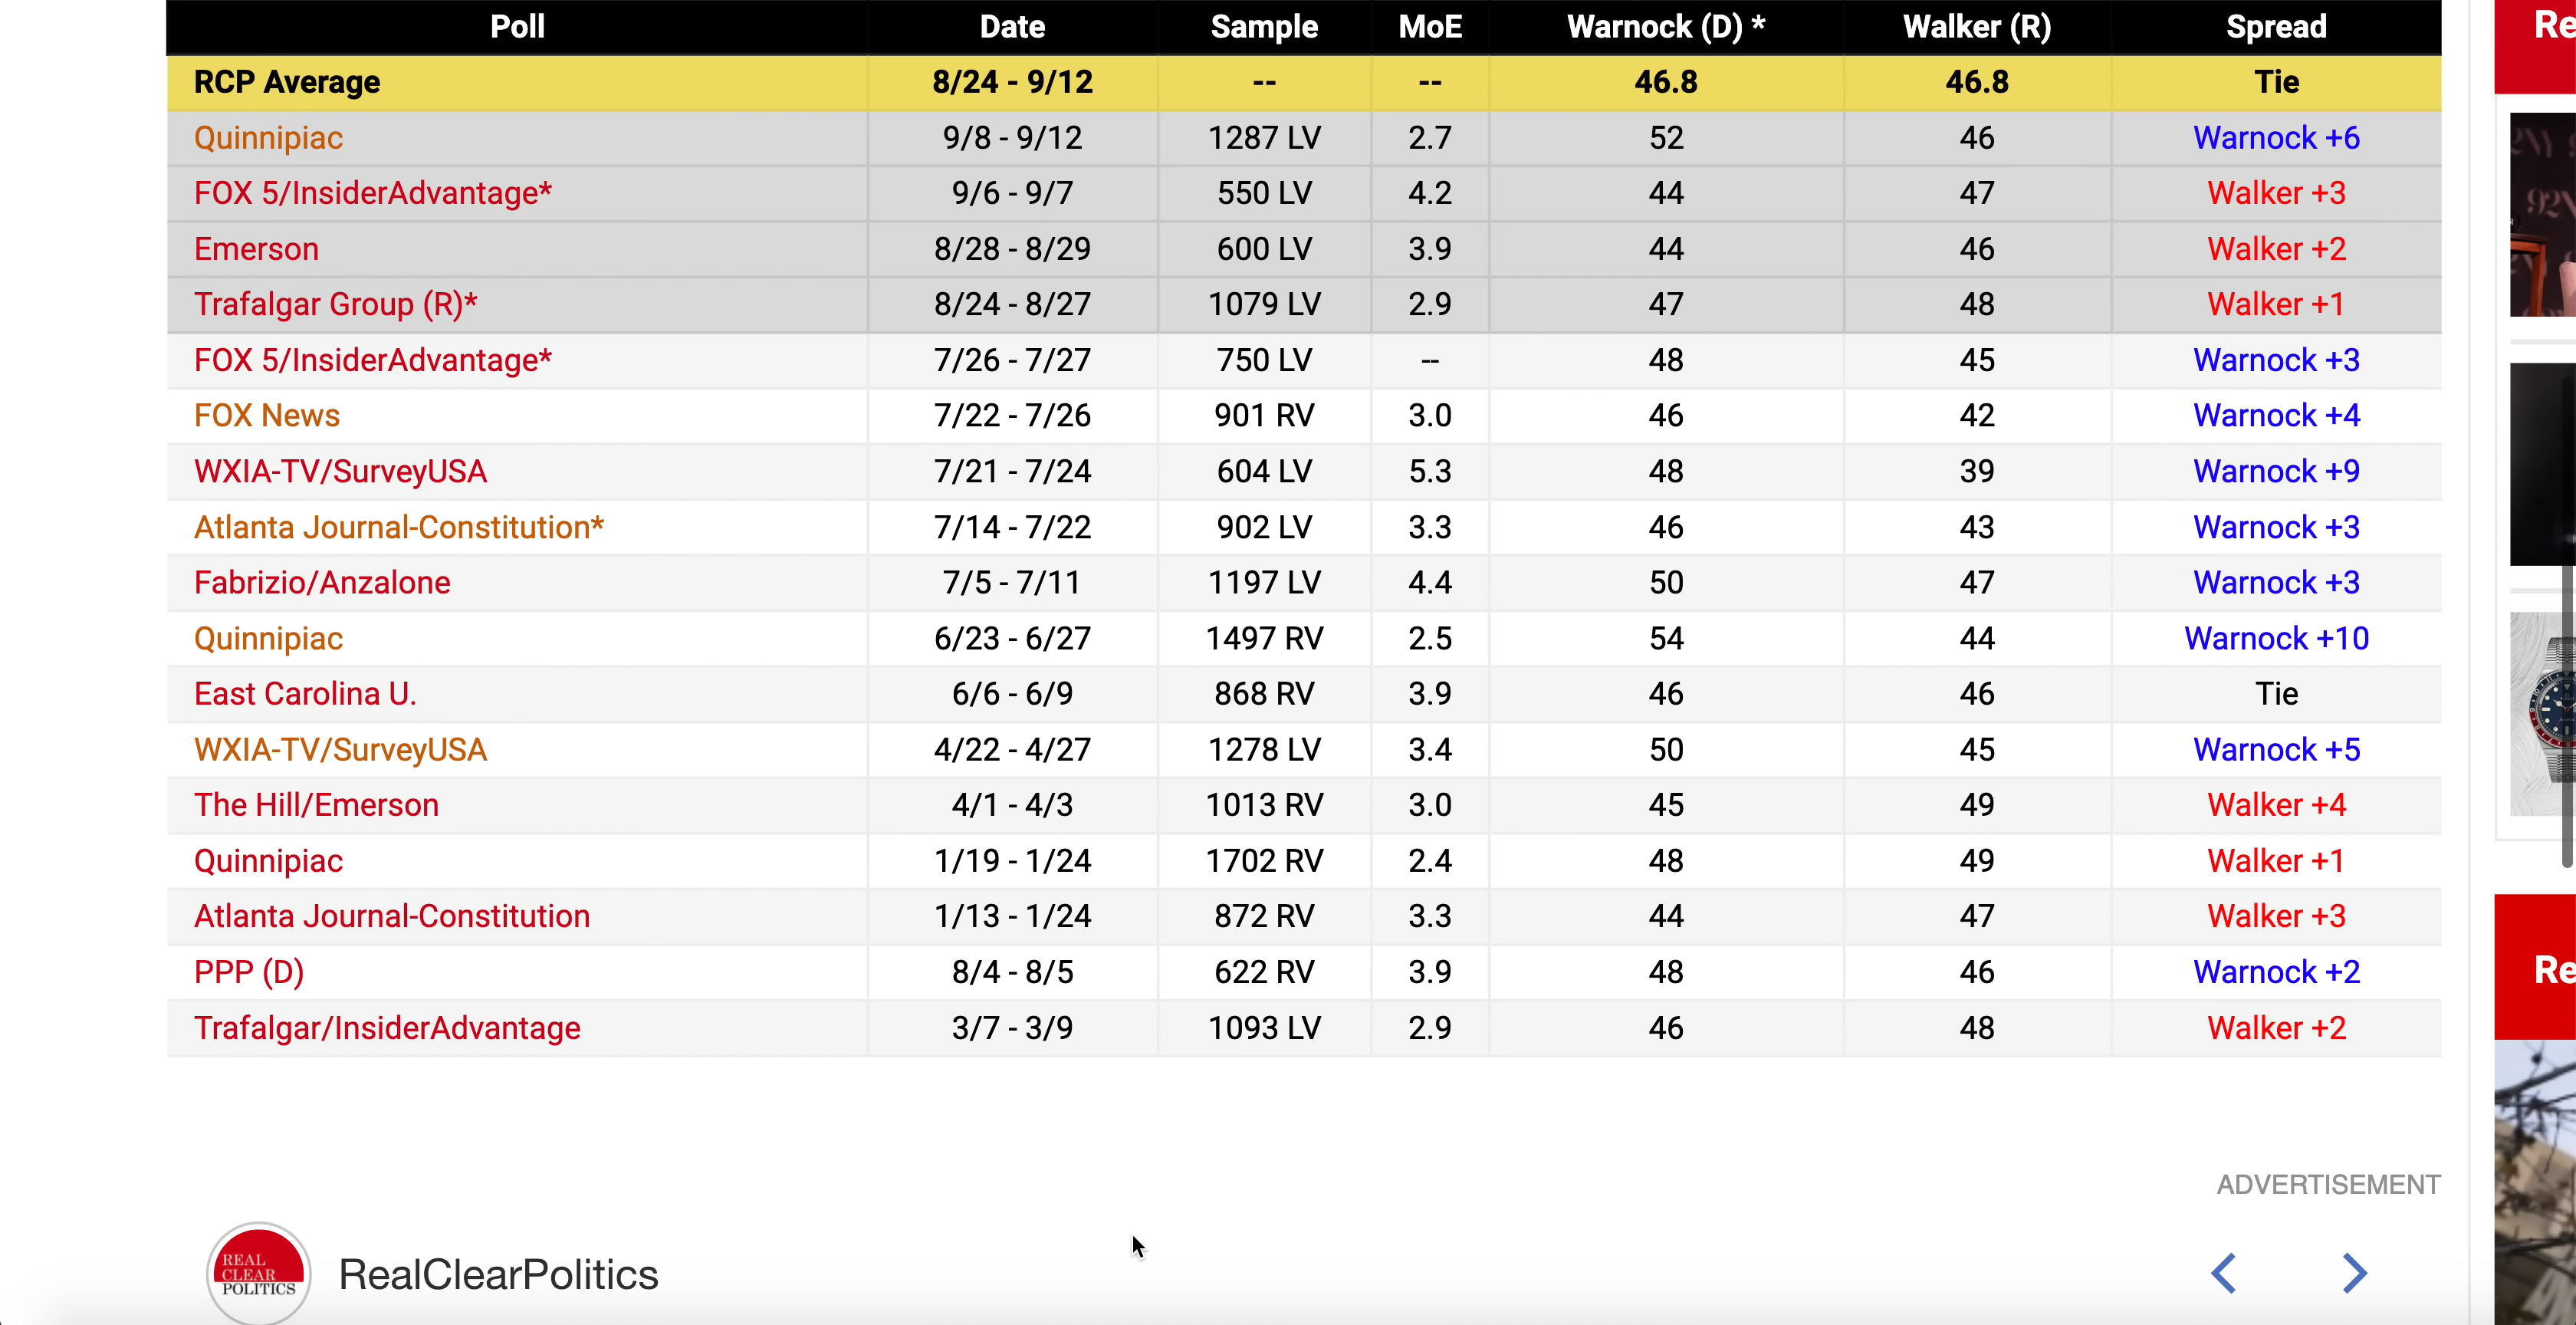 Poll Date Sample MoE Warnock (D) * Walker (R) Spread
RCP Average 8/24 - 9/12 -- -- 46.8 46.8 Tie
Quinnipiac 9/8 - 9/12 1287 LV 2.7 52 46 Warnock +6
FOX 5/InsiderAdvantage* 9/6 - 9/7 550 LV 4.2 44 47 Walker +3
Emerson 8/28 - 8/29 600 LV 3.9 44 46 Walker +2
Trafalgar Group (R)* 8/24 - 8/27 1079 LV 2.9 47 48 Walker +1
FOX 5/InsiderAdvantage* 7/26 - 7/27 750 LV -- 48 45 Warnock +3
FOX News 7/22 - 7/26 901 RV 3.0 46 42 Warnock +4
WXIA-TV/SurveyUSA 7/21 - 7/24 604 LV 5.3 48 39 Warnock +9
Atlanta Journal-Constitution* 7/14 - 7/22 902 LV 3.3 46 43 Warnock +3
Fabrizio/Anzalone 7/5 - 7/11 1197 LV 4.4 50 47 Warnock +3
Quinnipiac 6/23 - 6/27 1497 RV 2.5 54 44 Warnock +10
East Carolina U. 6/6 - 6/9 868 RV 3.9 46 46 Tie
WXIA-TV/SurveyUSA 4/22 - 4/27 1278 LV 3.4 50 45 Warnock +5
The Hill/Emerson 4/1 - 4/3 1013 RV 3.0 45 49 Walker +4
Quinnipiac 1/19 - 1/24 1702 RV 2.4 48 49 Walker +1
Atlanta Journal-Constitution 1/13 - 1/24 872 RV 3.3 44 47 Walker +3
PPP (D) 8/4 - 8/5 622 RV 3.9 48 46 Warnock +2
Trafalgar/InsiderAdvantage 3/7 - 3/9 1093 LV 2.9 46 48 Walker +2
ADVERTISEMENT
REAL
CLEAR
POLITICS
RealClearPolitics
Re
92Y
Re